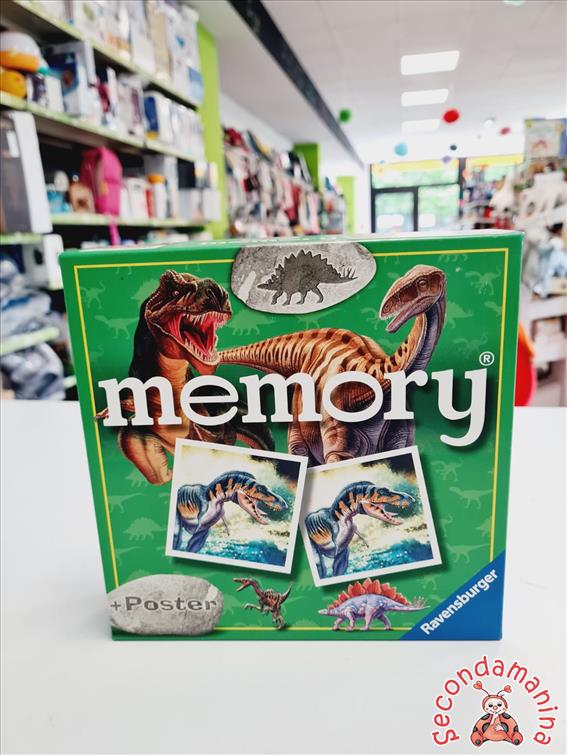 memory®
+Poster
Ravensburger
Secondamanina